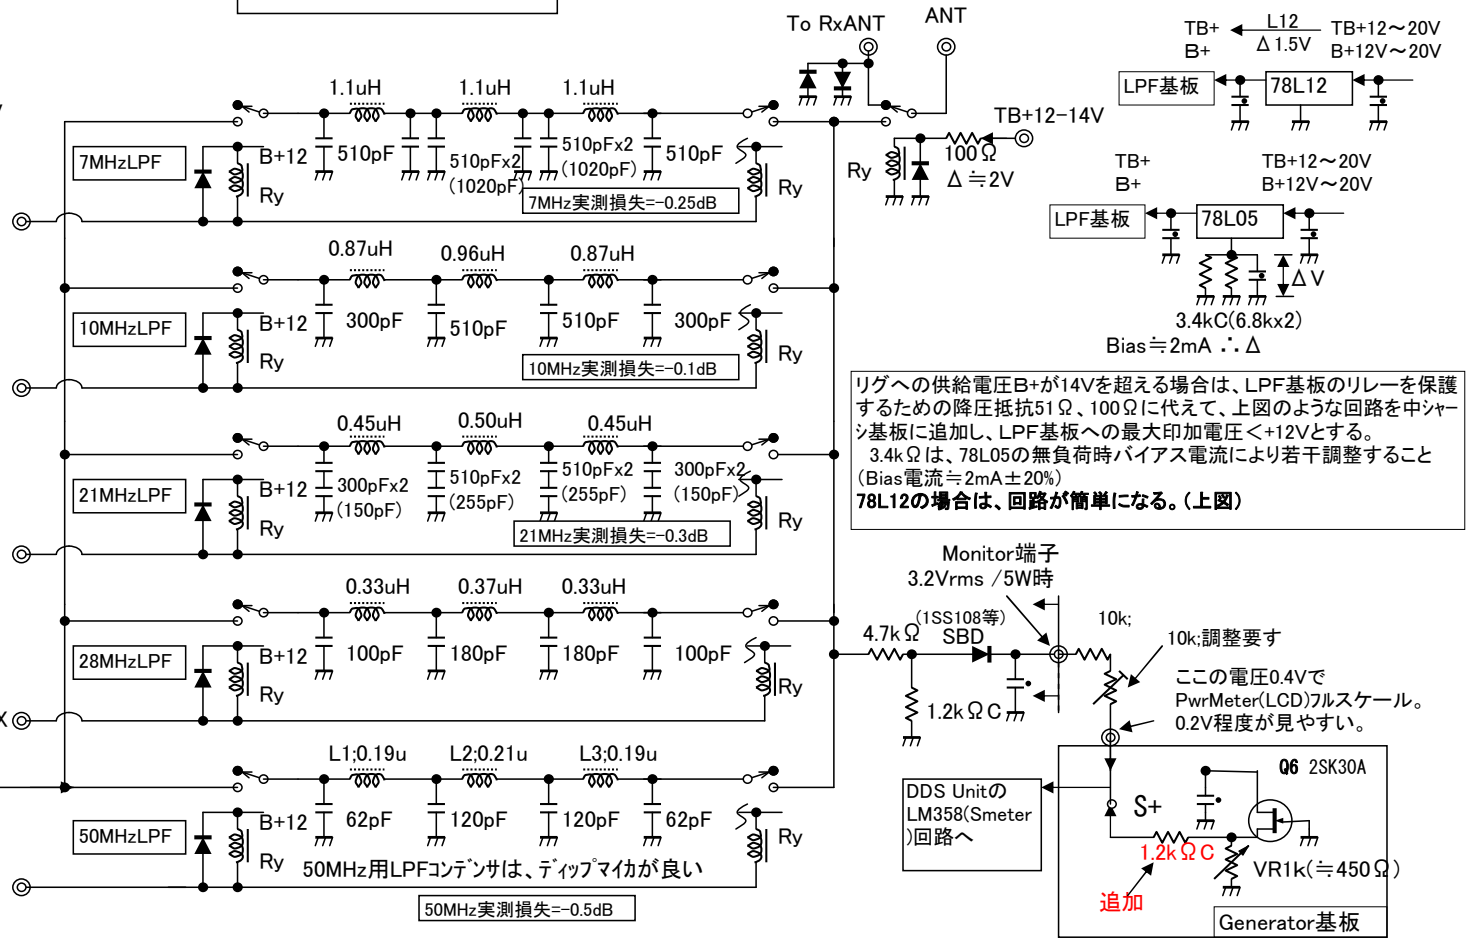 To RxANT
ANT
TB+
L12
TB+12～20V
B+
Δ1.5V
B+12V～20V
LPF基板
78L12
1.1uH
1.1uH
1.1uH
TB+12-14V
7MHzLPF
B+12
510pF
510pFx2
(1020pF)
510pFx2
(1020pF)
510pF
Ry
Ry
7MHz実測損失=-0.25dB
Ry
100Ω
Δ≒2V
TB+
TB+12～20V
B+
B+12V～20V
LPF基板
78L05
ΔV
3.4kC(6.8kx2)
Bias≒2mA ∴Δ
0.87uH
0.96uH
0.87uH
10MHzLPF
B+12
300pF
510pF
510pF
300pF
Ry
Ry
10MHz実測損失=-0.1dB
リグへの供給電圧B+が14Vを超える場合は、LPF基板のリレーを保護
するための降圧抵抗51Ω、100Ωに代えて、上図のような回路を中シャー
シ基板に追加し、LPF基板への最大印加電圧＜+12Vとする。
3.4kΩは、78L05の無負荷時バイアス電流により若干調整すること
(Bias電流≒2mA±20%)
78L12の場合は、回路が簡単になる。(上図)
0.45uH
0.50uH
0.45uH
21MHzLPF
B+12
300pFx2
(150pF)
510pFx2
(255pF)
510pFx2
(255pF)
300pFx2
(150pF)
Ry
Ry
21MHz実測損失=-0.3dB
0.33uH
0.37uH
0.33uH
28MHzLPF
B+12
100pF
180pF
180pF
100pF
Ry
Ry
X
Monitor端子
3.2Vrms /5W時
4.7kΩ
(1SS108等)
SBD
1.2kΩC
10k;
10k;調整要す
ここの電圧0.4Vで
PwrMeter(LCD)フルスケール。
0.2V程度が見やすい。
L1;0.19u
L2;0.21u
L3;0.19u
50MHzLPF
B+12
62pF
120pF
120pF
62pF
Ry
Ry
50MHz用LPFコンデンサは、ディップマイカが良い
50MHz実測損失=-0.5dB
DDS Unitの
LM358(Smeter
)回路へ
S+
Q6 2SK30A
1.2kΩC
VR1k(≒450Ω)
追加
Generator基板